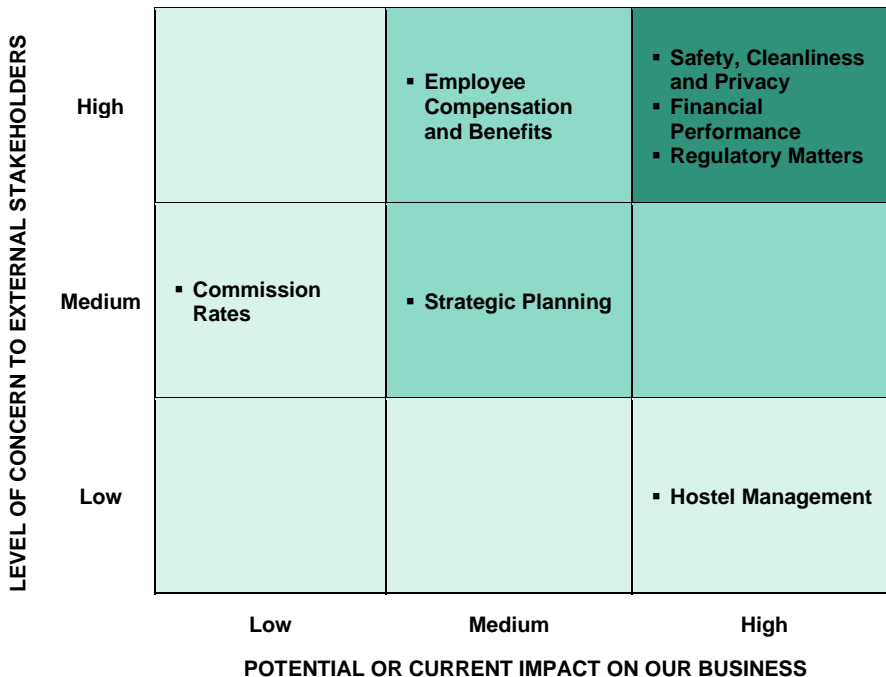 LEVEL OF CONCERN TO EXTERNAL STAKEHOLDERS
High
▪ Employee
Compensation
and Benefits
▪ Safety, Cleanliness
and Privacy
▪ Financial
Performance
▪ Regulatory Matters
Medium
▪ Commission
Rates
▪ Strategic Planning
Low
▪ Hostel Management
Low
Medium
High
POTENTIAL OR CURRENT IMPACT ON OUR BUSINESS